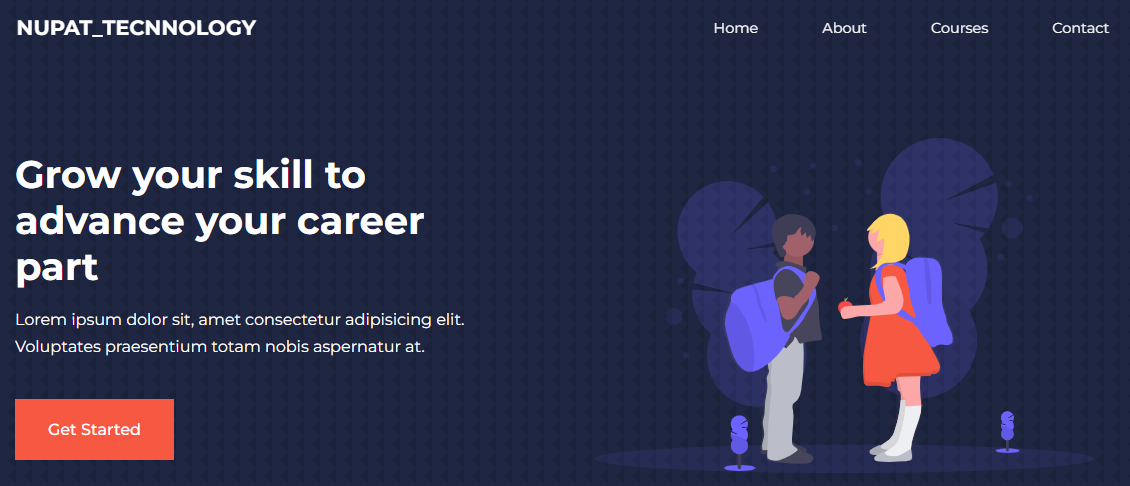 NUPAT_TECNNOLOGY
Home About Courses Contact
Grow your skill to
advance your career
part
Lorem ipsum dolor sit, amet consectetur adipisicing elit.
Voluptates praesentium totam nobis aspernatur at.
Get Started